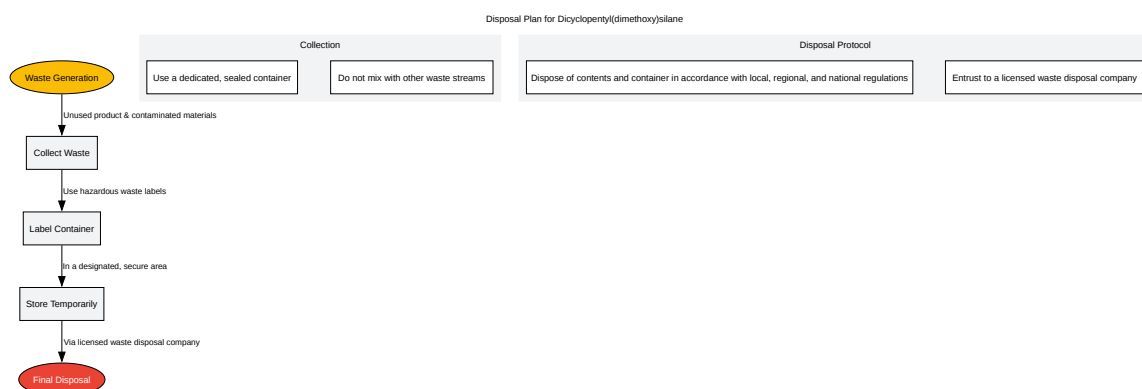 Disposal Plan for Dicyclopentyl(dimethoxy)silane
Collection
Disposal Protocol
Waste Generation
Use a dedicated, sealed container
Do not mix with other waste streams
Dispose of contents and container in accordance with local, regional, and national regulations
Entrust to a licensed waste disposal company
Unused product & contaminated materials
Collect Waste
Use hazardous waste labels
Label Container
In a designated, secure area
Store Temporarily
Via licensed waste disposal company
Final Disposal